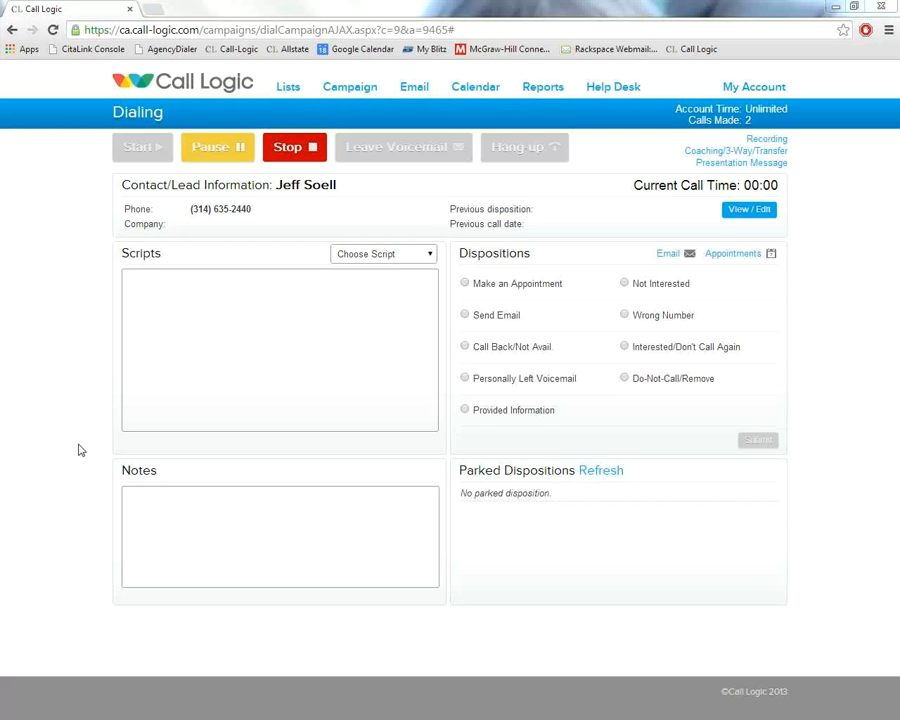 Call Logic
https://ca.call-logic.com/campaigns/dialCampaignAJAX.aspx?c=9&a=9465#
Apps CitaLink Console AgencyDialer CL Call-Logic CL Allstate 18 Google Calendar My Blitz M McGraw-Hill Conne... Rackspace Webmail:... CL Call Logic
Call Logic Lists Campaign Email Calendar Reports Help Desk My Account
Dialing
Account Time: Unlimited
Calls Made: 2
Start Pause Stop Leave Voicemail Hang-up
Recording
Coaching/3-Way/Transfer
Presentation Message
Contact/Lead Information: Jeff Soell
Current Call Time: 00:00
Phone: (314) 635-2440
Company:
Previous disposition:
Previous call date:
View / Edit
Scripts Choose Script
Dispositions Email Appointments
Make an Appointment
Not Interested
Send Email
Wrong Number
Call Back/Not Avail.
Interested/Don't Call Again
Personally Left Voicemail
Do-Not-Call/Remove
Provided Information
Submit
Notes
Parked Dispositions Refresh
No parked disposition.
©Call Logic 2013